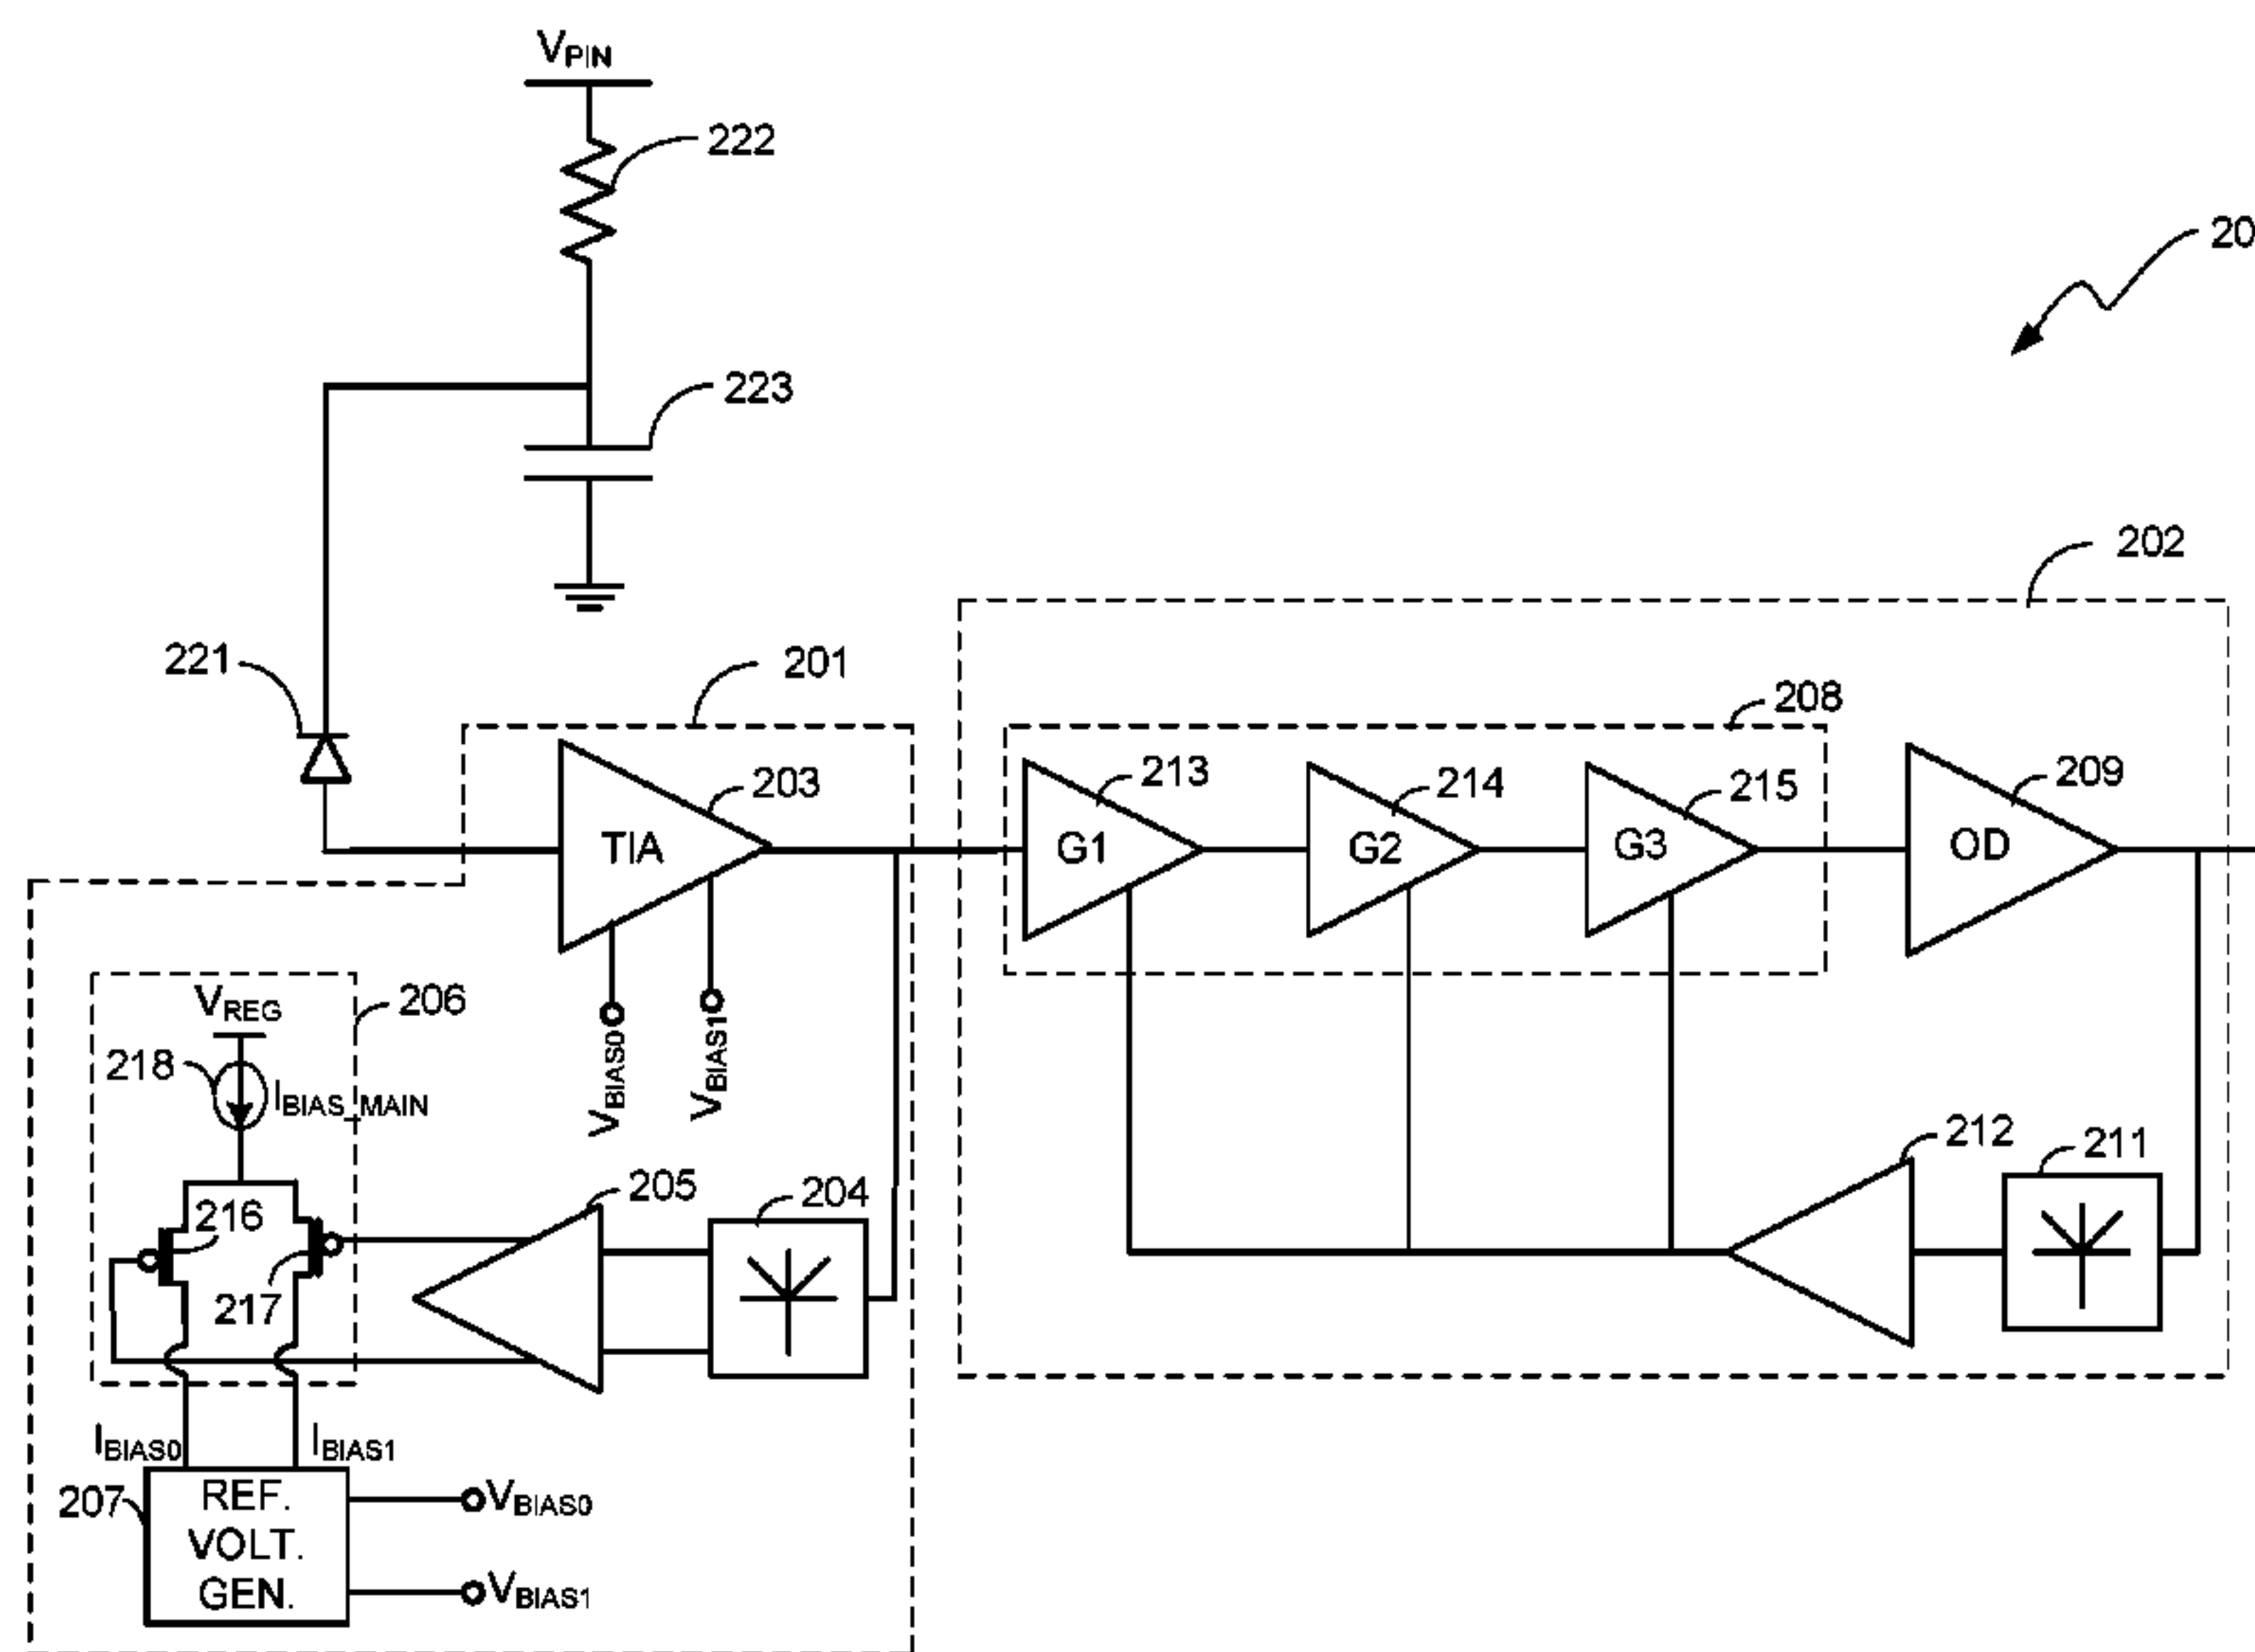 VPIN
222
20
223
202
221
201
208
203
213
214
215
209
TIA
G1
G2
G3
OD
VREG
206
218
IBIAS_MAIN
VBIAS0
VBIAS1
212
211
205
204
216
217
IBIAS0
IBIAS1
207
REF.
VOLT.
GEN.
VBIAS0
VBIAS1